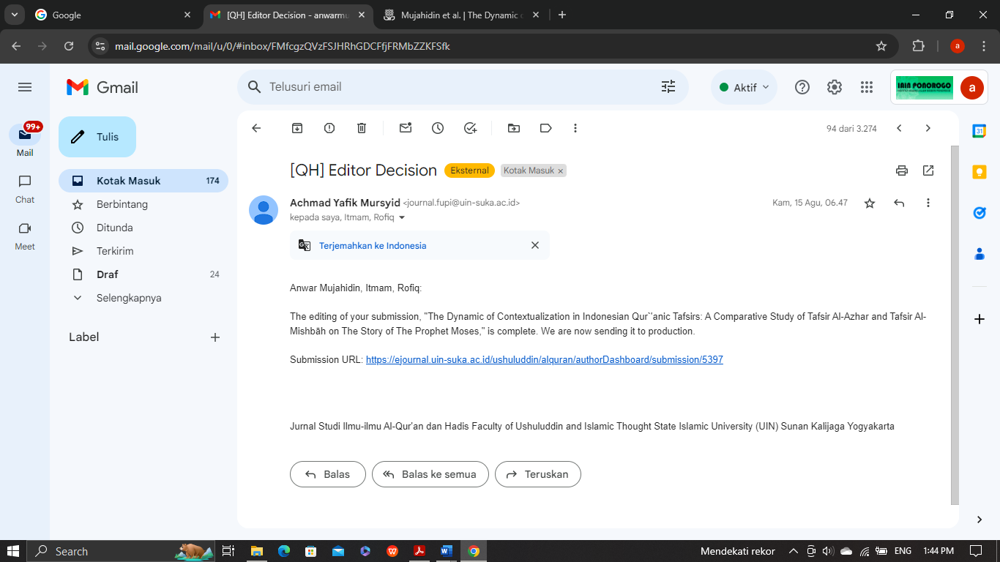 Google
[QH] Editor Decision - anwarmu
Mujahidin et al. | The Dynamic
mail.google.com/mail/u/0/#inbox/FMfcgzQVzFSJHRhGDCFfjFRMbZZKFSfk
a
Gmail
Telusuri email
Aktif
IAIN PONOROGO
a
99+
Mail
Chat
Meet
Tulis
Kotak Masuk 174
Berbintang
Ditunda
Terkirim
Draf 24
Selengkapnya
Label
94 dari 3.274
31
[QH] Editor Decision Eksternal Kotak Masuk ×
Achmad Yafik Mursyid <journal.fupi@uin-suka.ac.id> Kam, 15 Agu, 06.47
kepada saya, Itmam, Rofiq
Terjemahkan ke Indonesia
Anwar Mujahidin, Itmam, Rofiq:
The editing of your submission, "The Dynamic of Contextualization in Indonesian Qur`'anic Tafsirs: A Comparative Study of Tafsir Al-Azhar and Tafsir Al-
Mishbāh on The Story of The Prophet Moses," is complete. We are now sending it to production.
Submission URL: https://ejournal.uin-suka.ac.id/ushuluddin/alquran/authorDashboard/submission/5397
Jurnal Studi Ilmu-ilmu Al-Qur'an dan Hadis Faculty of Ushuluddin and Islamic Thought State Islamic University (UIN) Sunan Kalijaga Yogyakarta
Balas
Balas ke semua
Teruskan
Search
Mendekati rekor
ENG
1:44 PM